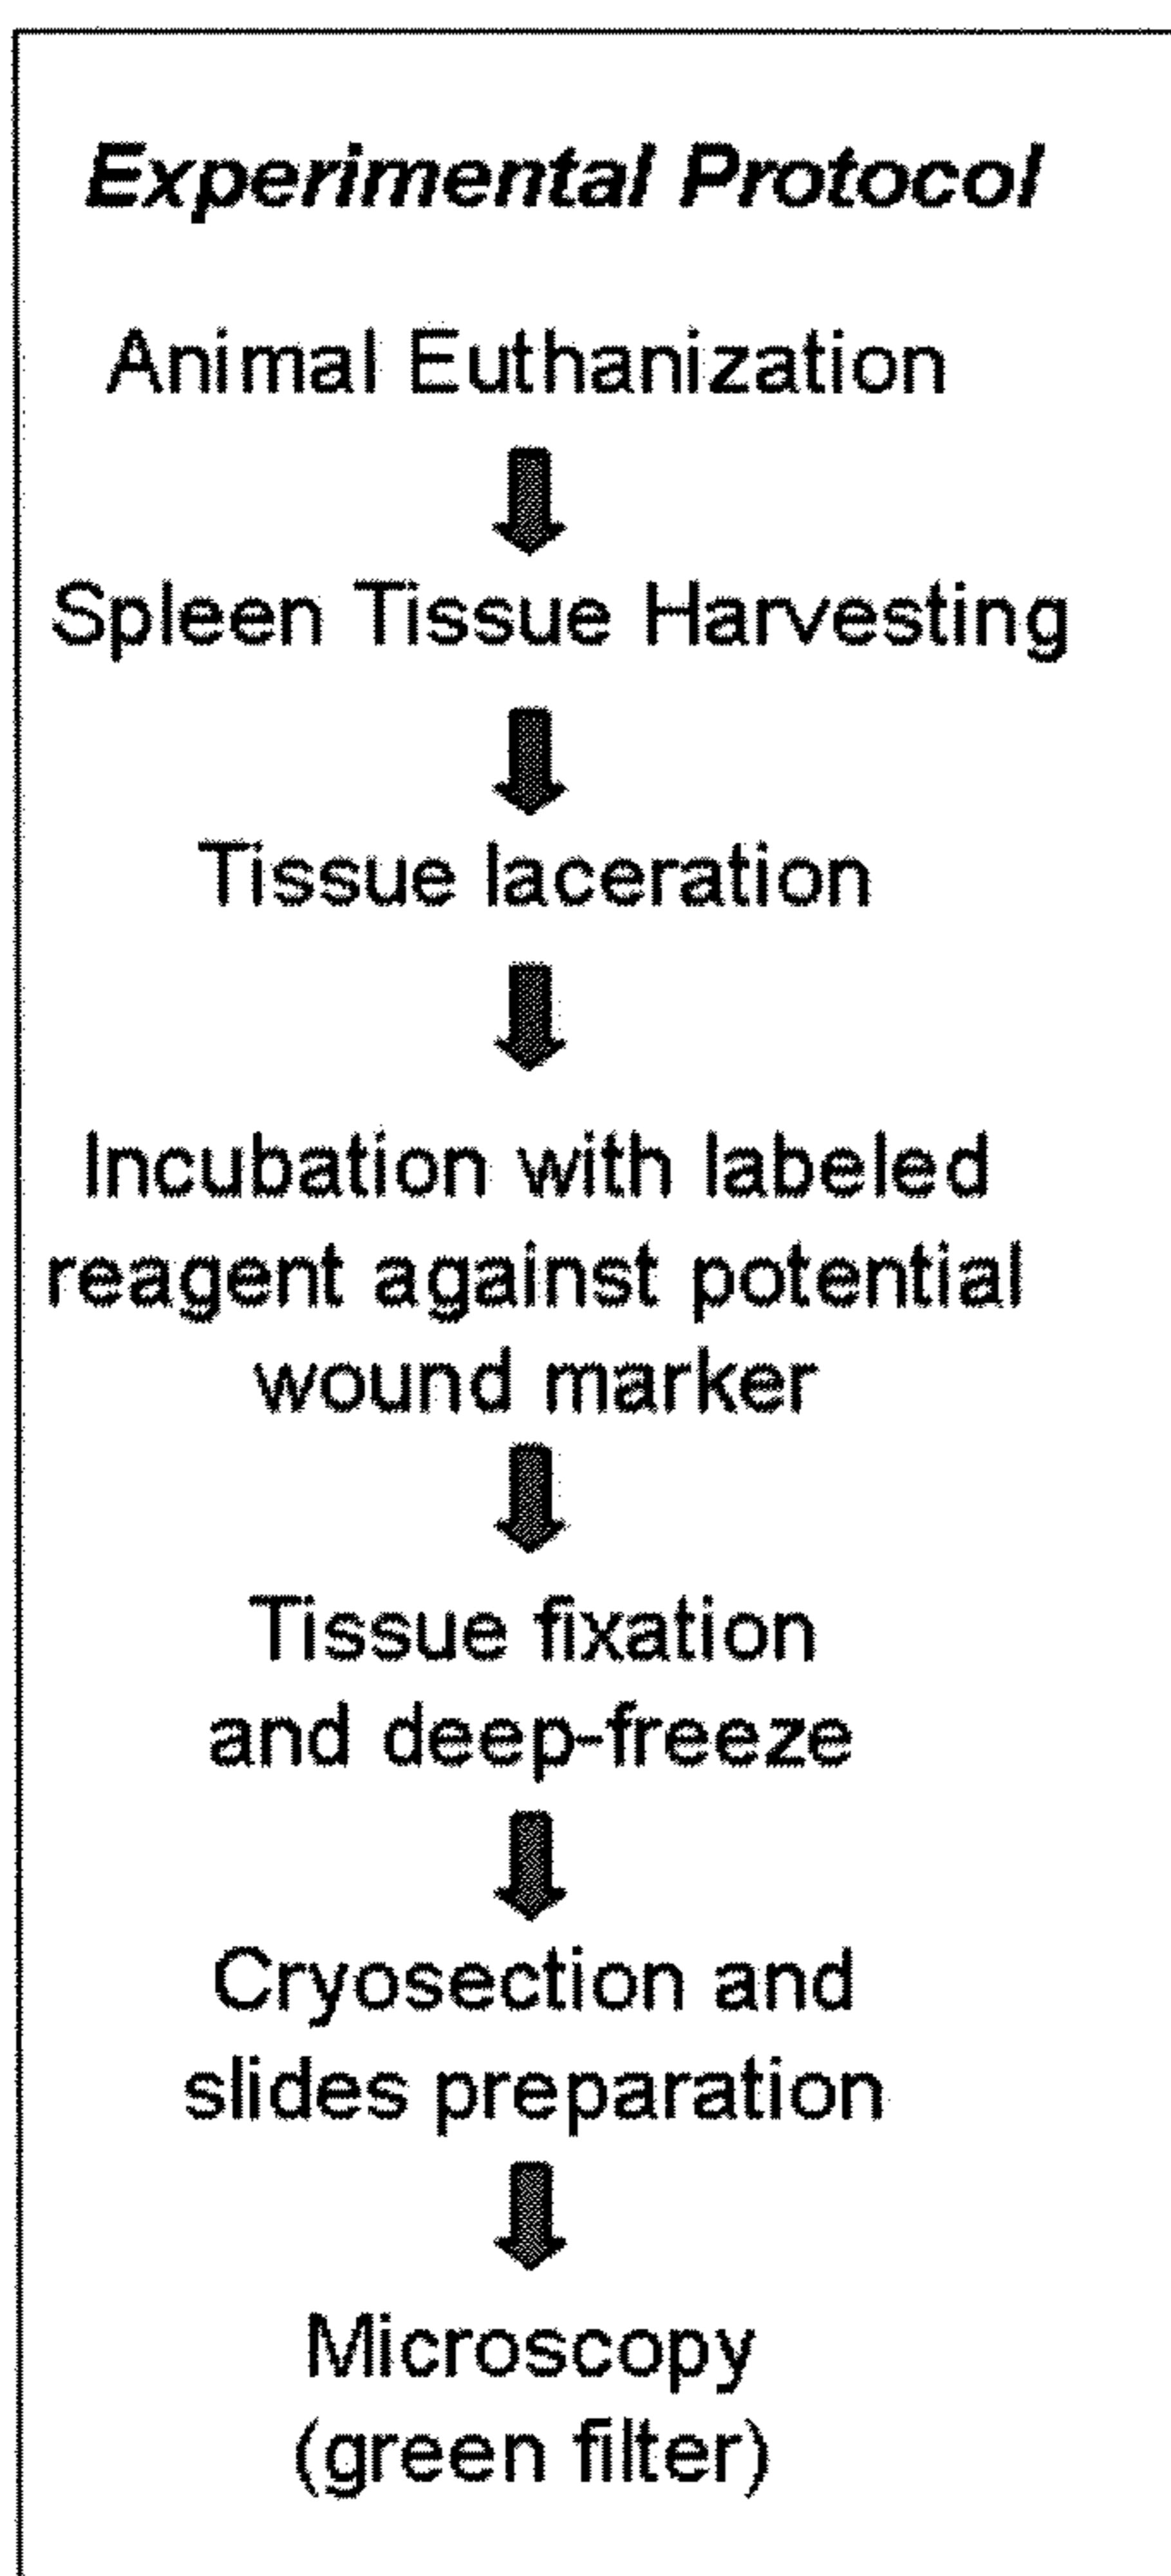 Experimental Protocol
Animal Euthanization
Spleen Tissue Harvesting
Tissue laceration
Incubation with labeled
reagent against potential
wound marker
Tissue fixation
and deep-freeze
Cryosection and
slides preparation
Microscopy
(green filter)